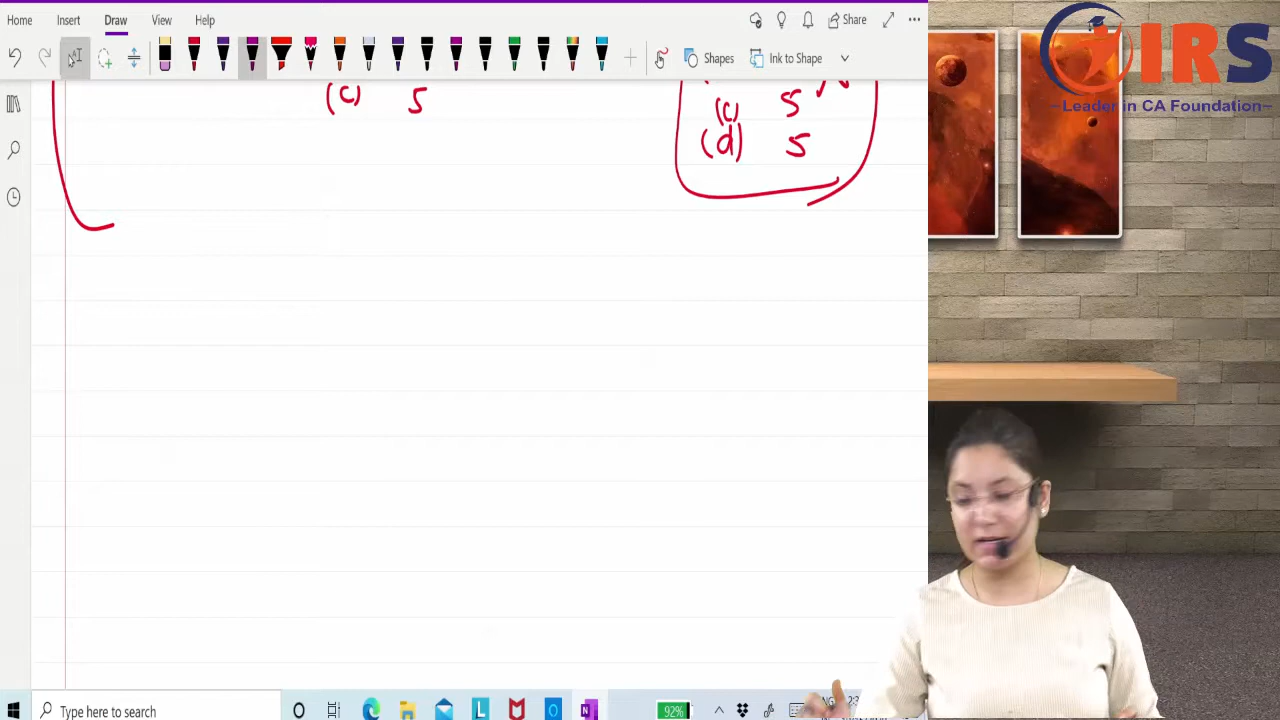 Home Insert Draw View Help Share
Shapes Ink to Shape
(c) 5
(c) 5
(d) 5
IRS
~Leader in CA Foundation~
Type here to search
92%